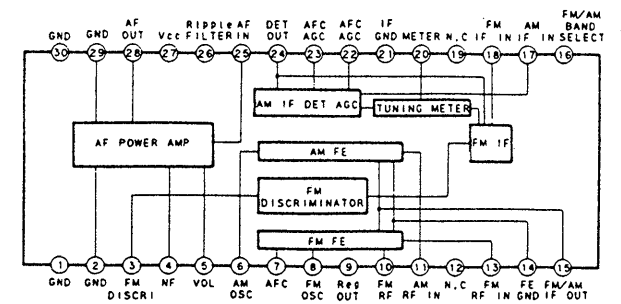 GND GND AF OUT Vcc Ripple FILTER AF IN DET OUT AFC AGC AFC AGC IF GND METER N.C FM IF IN AM IF IN FM/AM BAND SELECT
30 29 28 27 26 25 24 23 22 21 20 19 18 17 16
AM IF DET AGC
TUNING METER
AF POWER AMP
FM IF
AM FE
FM
DISCRIMINATOR
FM FE
1 2 3 4 5 6 7 8 9 10 11 12 13 14 15
GND GND FM DISCRI NF VOL AM OSC AFC FM OSC Reg OUT FM RF AM RF IN N.C FM RF IN FE GND FM/AM IF OUT